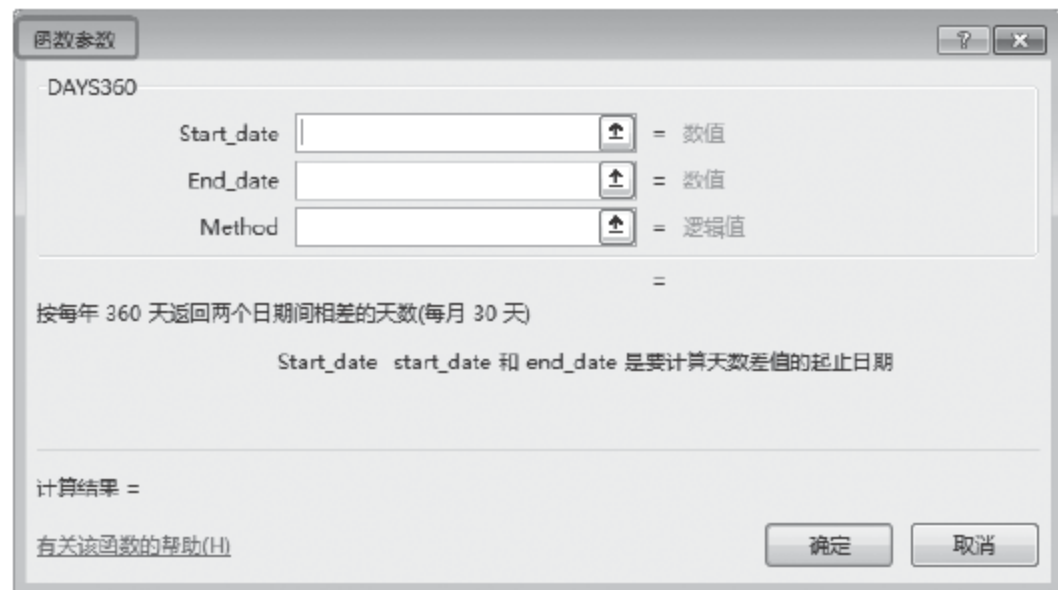 函数参数
DAYS360
Start_date = 数值
End_date = 数值
Method = 逻辑值
=
按每年 360 天返回两个日期间相差的天数(每月 30 天)
Start_date start_date 和 end_date 是要计算天数差值的起止日期
计算结果 =
有关该函数的帮助(H)
确定 取消